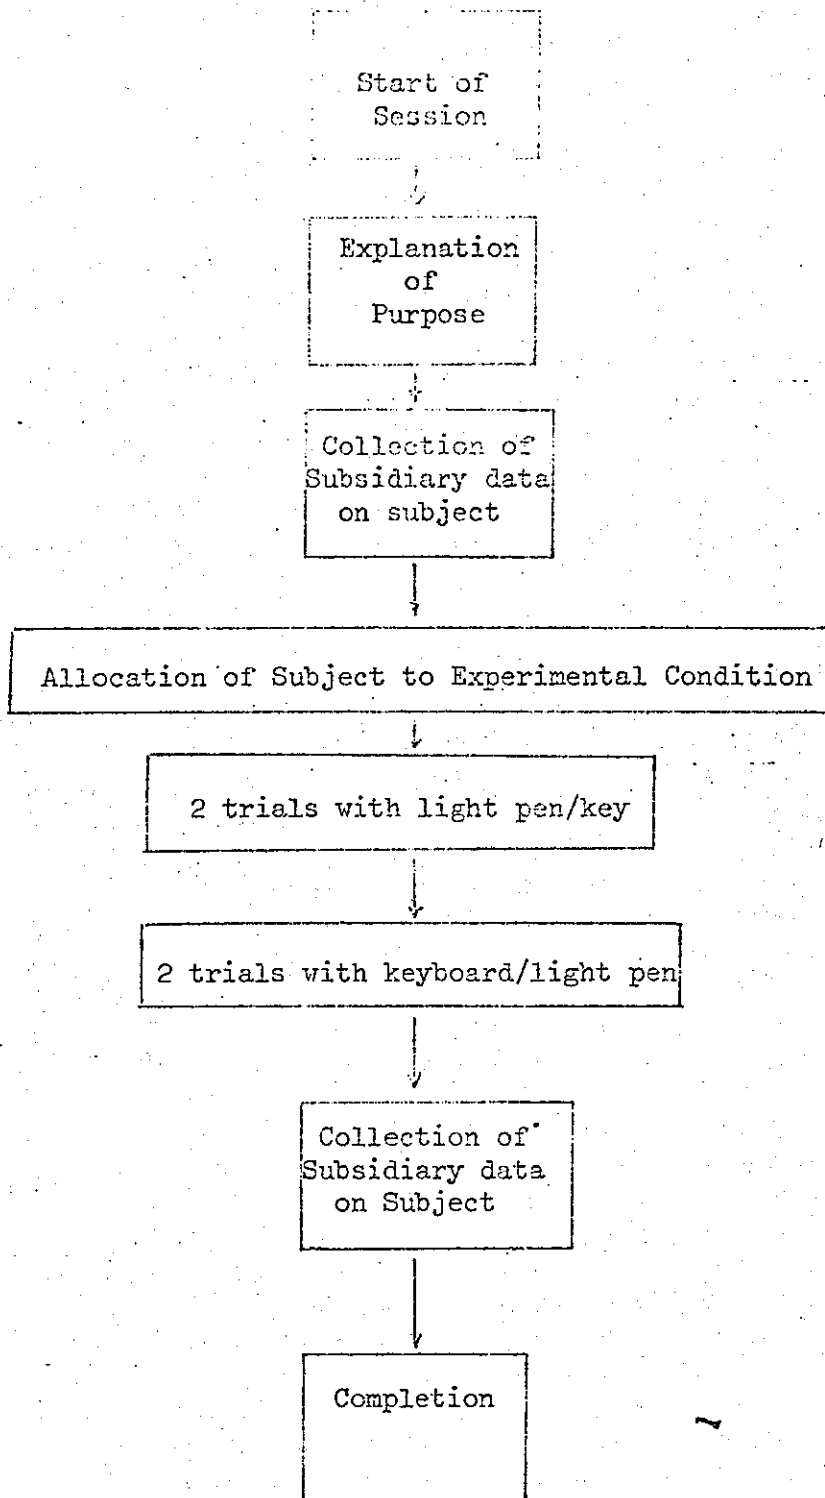 Start of
Session
Explanation
of
Purpose
Collection of
Subsidiary data
on subject
Allocation of Subject to Experimental Condition
2 trials with light pen/key
2 trials with keyboard/light pen
Collection of
Subsidiary data
on Subject
Completion